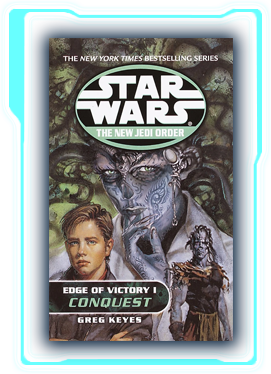 THE NEW YORK TIMES BESTSELLING SERIES
STAR
WARS
THE NEW JEDI ORDER
EDGE OF VICTORY I
CONQUEST
GREG KEYES